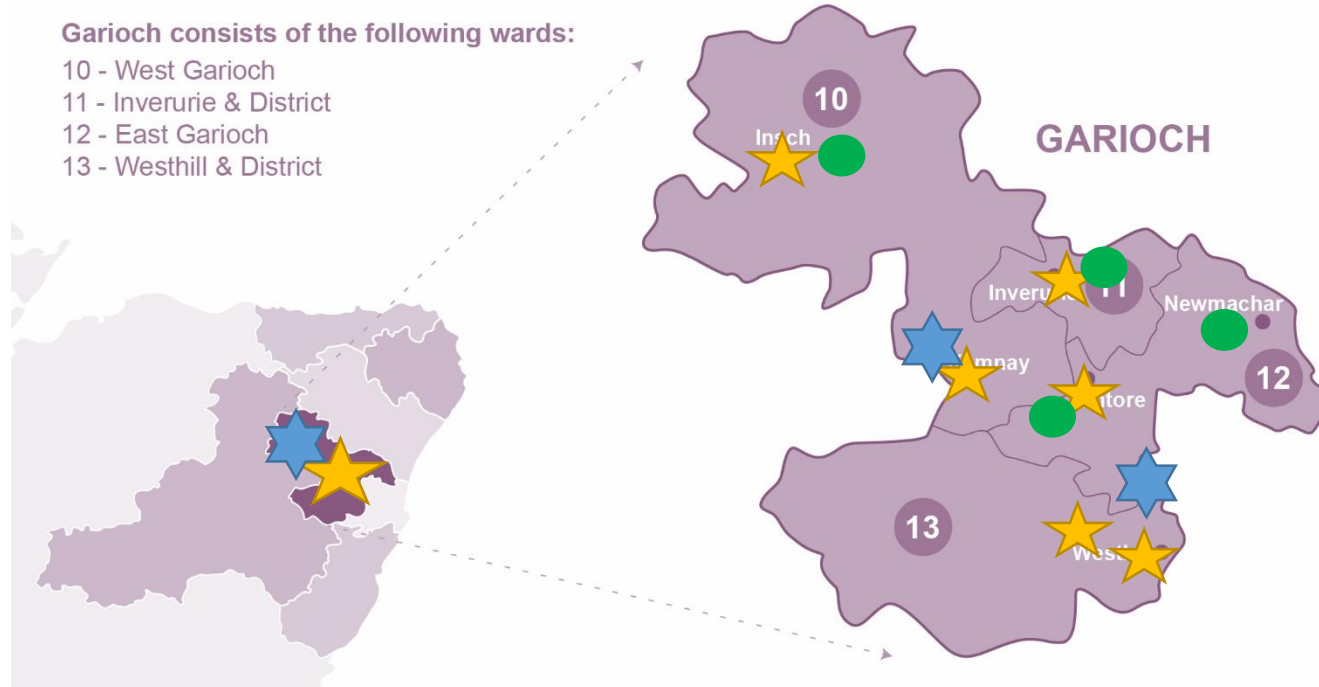 Garioch consists of the following wards:
10 - West Garioch
11 - Inverurie & District
12 - East Garioch
13 - Westhill & District
GARIOCH
10
Insch
11
Newmachar
12
13